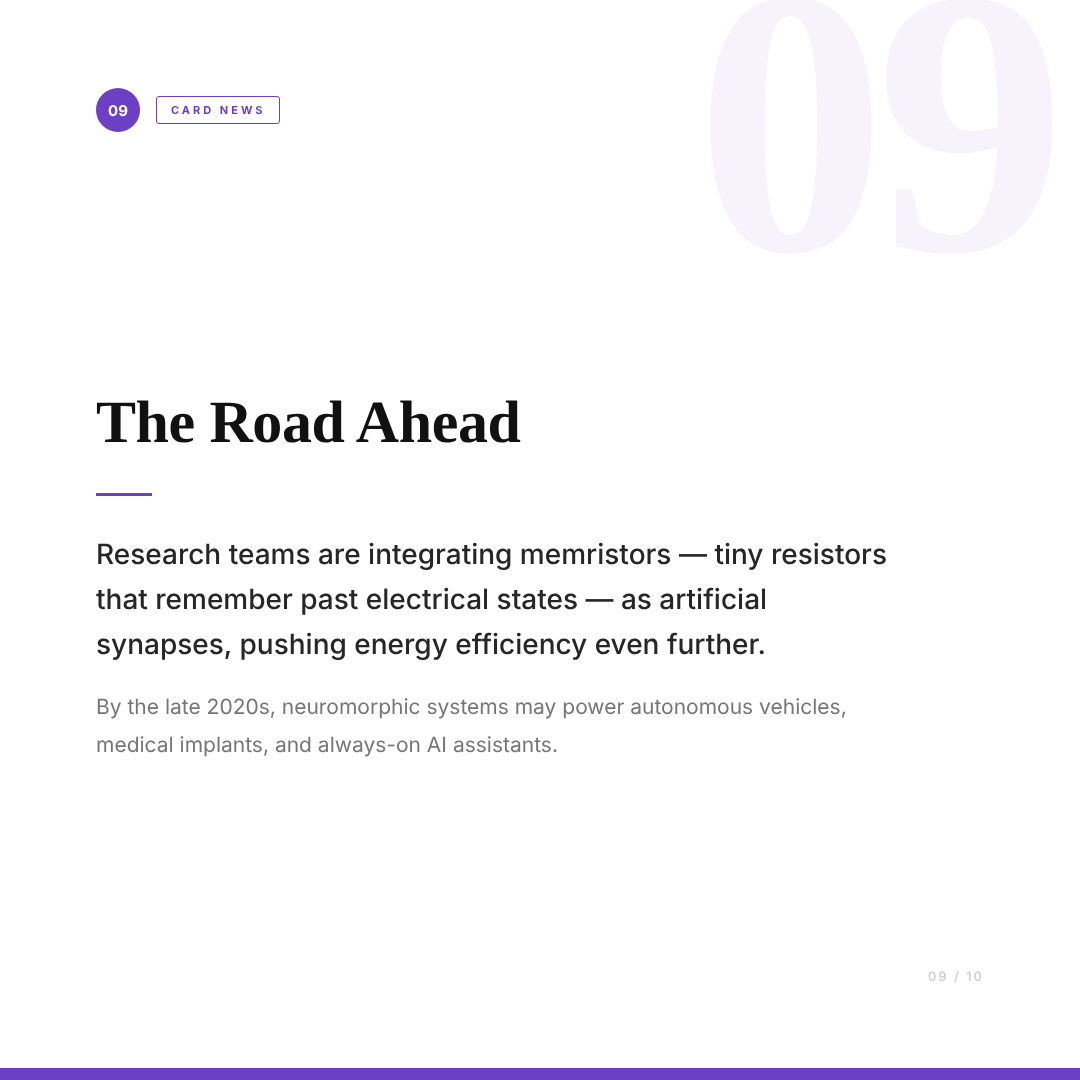 09
09
CARD NEWS
The Road Ahead
Research teams are integrating memristors — tiny resistors
that remember past electrical states — as artificial
synapses, pushing energy efficiency even further.
By the late 2020s, neuromorphic systems may power autonomous vehicles,
medical implants, and always-on AI assistants.
09 / 10